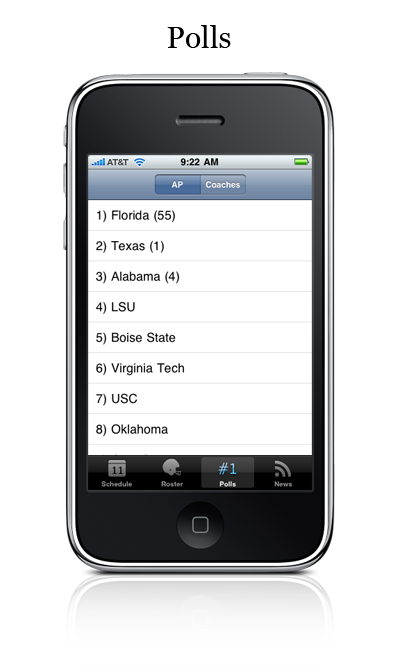 Polls
AT&T 9:22 AM
AP Coaches
1) Florida (55)
2) Texas (1)
3) Alabama (4)
4) LSU
5) Boise State
6) Virginia Tech
7) USC
8) Oklahoma
11 #1
Schedule Roster Polls News